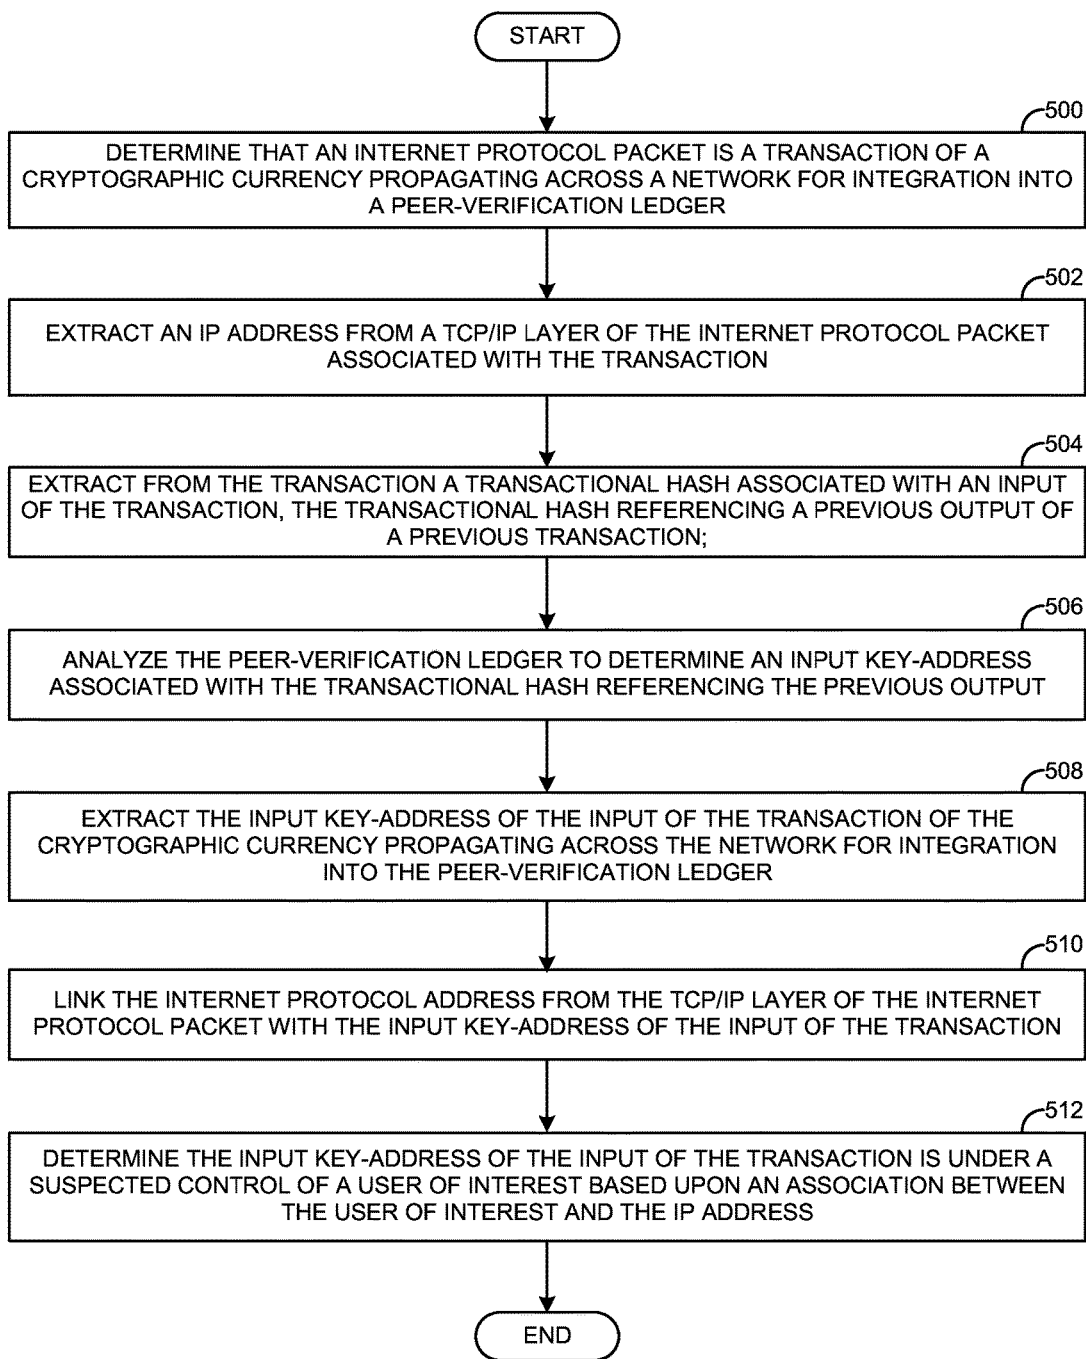 START
500
DETERMINE THAT AN INTERNET PROTOCOL PACKET IS A TRANSACTION OF A
CRYPTOGRAPHIC CURRENCY PROPAGATING ACROSS A NETWORK FOR INTEGRATION INTO
A PEER-VERIFICATION LEDGER
502
EXTRACT AN IP ADDRESS FROM A TCP/IP LAYER OF THE INTERNET PROTOCOL PACKET
ASSOCIATED WITH THE TRANSACTION
504
EXTRACT FROM THE TRANSACTION A TRANSACTIONAL HASH ASSOCIATED WITH AN INPUT
OF THE TRANSACTION, THE TRANSACTIONAL HASH REFERENCING A PREVIOUS OUTPUT OF
A PREVIOUS TRANSACTION;
506
ANALYZE THE PEER-VERIFICATION LEDGER TO DETERMINE AN INPUT KEY-ADDRESS
ASSOCIATED WITH THE TRANSACTIONAL HASH REFERENCING THE PREVIOUS OUTPUT
508
EXTRACT THE INPUT KEY-ADDRESS OF THE INPUT OF THE TRANSACTION OF THE
CRYPTOGRAPHIC CURRENCY PROPAGATING ACROSS THE NETWORK FOR INTEGRATION
INTO THE PEER-VERIFICATION LEDGER
510
LINK THE INTERNET PROTOCOL ADDRESS FROM THE TCP/IP LAYER OF THE INTERNET
PROTOCOL PACKET WITH THE INPUT KEY-ADDRESS OF THE INPUT OF THE TRANSACTION
512
DETERMINE THE INPUT KEY-ADDRESS OF THE INPUT OF THE TRANSACTION IS UNDER A
SUSPECTED CONTROL OF A USER OF INTEREST BASED UPON AN ASSOCIATION BETWEEN
THE USER OF INTEREST AND THE IP ADDRESS
END